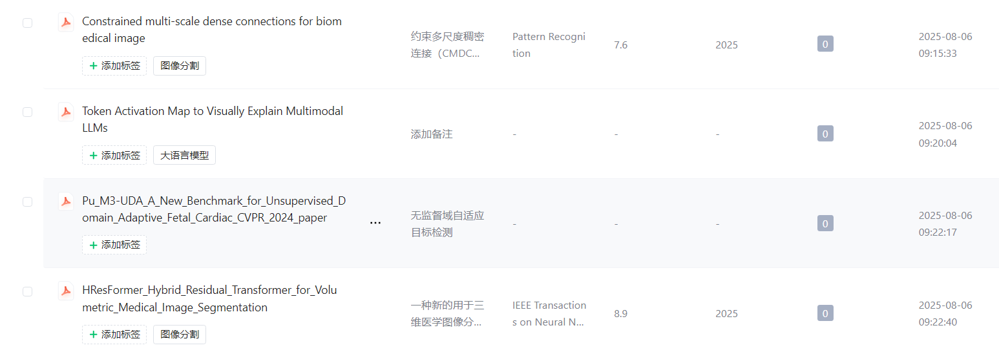 Constrained multi-scale dense connections for biom
edical image
添加标签 图像分割
约束多尺度稠密
连接（CMDC...
Pattern Recogni
tion
7.6
2025
0
2025-08-06
09:15:33
Token Activation Map to Visually Explain Multimodal
LLMs
添加标签 大语言模型
添加备注
-
-
-
0
2025-08-06
09:20:04
Pu_M3-UDA_A_New_Benchmark_for_Unsupervised_D
omain_Adaptive_Fetal_Cardiac_CVPR_2024_paper
添加标签
...
无监督域自适应
目标检测
-
-
-
0
2025-08-06
09:22:17
HResFormer_Hybrid_Residual_Transformer_for_Volu
metric_Medical_Image_Segmentation
添加标签 图像分割
一种新的用于三
维医学图像分...
IEEE Transaction
s on Neural N...
8.9
2025
0
2025-08-06
09:22:40